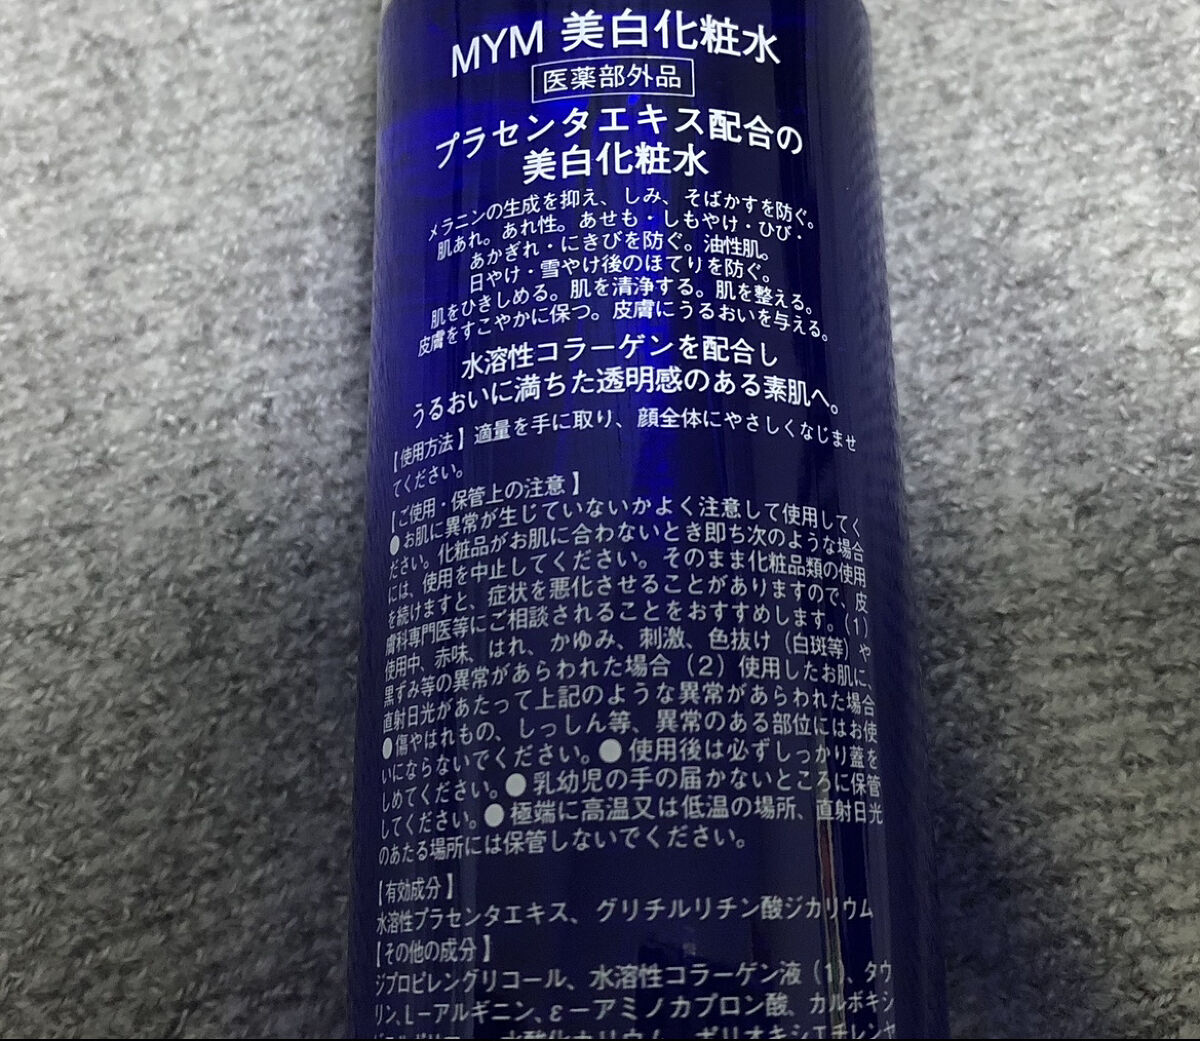 MYM 美白化粧水
医薬部外品
プラセンタエキス配合の
美白化粧水
メラニンの生成を抑え、しみ、そばかすを防ぐ。
肌あれ。あれ性。あせも・しもやけ・ひび・
あかぎれ・にきびを防ぐ。油性肌。
日やけ・雪やけ後のほてりを防ぐ。
肌をひきしめる。肌を清浄する。肌を整える。
皮膚をすこやかに保つ。皮膚にうるおいを与える。
水溶性コラーゲンを配合し
うるおいに満ちた透明感のある素肌へ。
【使用方法】適量を手に取り、顔全体にやさしくなじませ
てください。
【ご使用・保管上の注意】
●お肌に異常が生じていないかよく注意して使用してく
ださい。化粧品がお肌に合わないとき即ち次のような場合
には、使用を中止してください。そのまま化粧品類の使用
を続けますと、症状を悪化させることがありますので、皮
膚科専門医等にご相談されることをおすすめします。（1）
使用中、赤味、はれ、かゆみ、刺激、色抜け（白斑等）や
黒ずみ等の異常があらわれた場合（2）使用したお肌に、
直射日光があたって上記のような異常があらわれた場合
●傷やはれもの、しっしん等、異常のある部位にはお使
いにならないでください。●使用後は必ずしっかり蓋を
しめてください。●乳幼児の手の届かないところに保管
してください。●極端に高温又は低温の場所、直射日光
のあたる場所には保管しないでください。
【有効成分】
水溶性プラセンタエキス、グリチルリチン酸ジカリウム
【その他の成分】
ジプロピレングリコール、水溶性コラーゲン液（1）、タウ
リン、L－アルギニン、ε－アミノカプロン酸、カルボキシ
水酸化カリウム、ポリオキシエチレンヤ